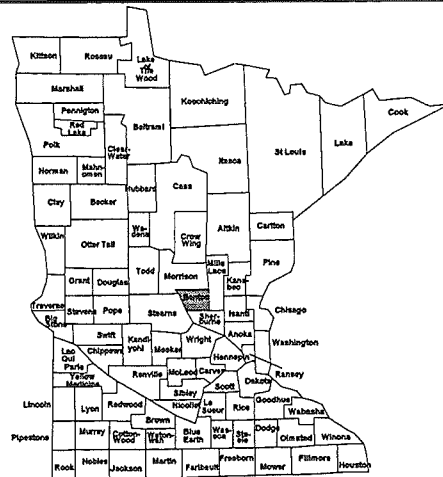 Kittson
Roseau
Lake
of
The
Wood
Marshall
Koochiching
Cook
Pennington
Red
Lake
Beltrami
St Louis
Lake
Polk
Clear-
Water
Itasca
Norman
Mahn-
omen
Hubbard
Cass
Clay
Becker
Wa-
dena
Crow
Wing
Aitkin
Carlton
Wilkin
Otter Tail
Pine
Todd
Morrison
Mille
Lacs
Kana-
bec
Grant
Douglas
Benton
Traverse
Big
Stone
Stevens
Pope
Stearns
Sher-
burne
Isanti
Chisago
Swift
Kandi-
yohi
Meeker
Wright
Anoka
Washington
Lac
Qui
Parle
Chippewa
Hennepin
Ramsey
Yellow
Medicine
Renville
McLeod
Carver
Scott
Dakota
Sibley
Lincoln
Lyon
Redwood
Nicollet
Le
Sueur
Rice
Goodhue
Wabasha
Brown
Pipestone
Murray
Cotton-
Wood
Waton-
wan
Blue
Earth
Was-
eca
Ste-
ele
Dodge
Olmsted
Winona
Rock
Nobles
Jackson
Martin
Faribault
Freeborn
Mower
Fillmore
Houston